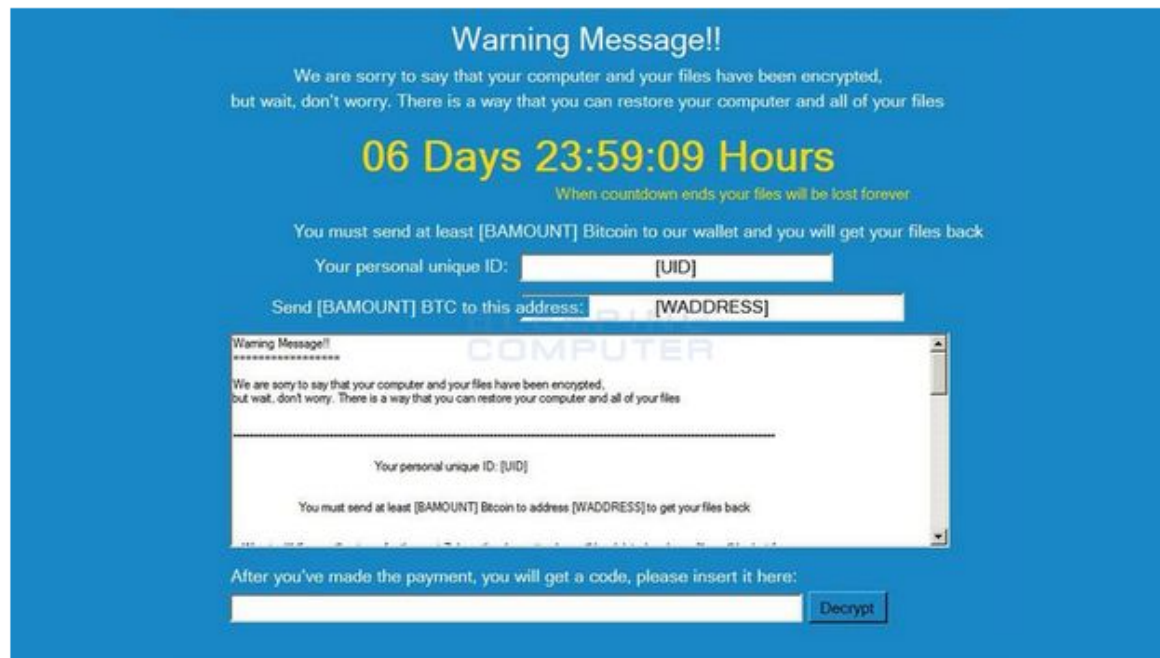 Warning Message!!
We are sorry to say that your computer and your files have been encrypted,
but wait, don't worry. There is a way that you can restore your computer and all of your files
06 Days 23:59:09 Hours
When countdown ends your files will be lost forever
You must send at least [BAMOUNT] Bitcoin to our wallet and you will get your files back
Your personal unique ID: [UID]
Send [BAMOUNT] BTC to this address: [WADDRESS]
BLEEPING
COMPUTER
Warning Message!!
=================
We are sorry to say that your computer and your files have been encrypted,
but wait, don't worry. There is a way that you can restore your computer and all of your files
Your personal unique ID: [UID]
You must send at least [BAMOUNT] Bitcoin to address [WADDRESS] to get your files back
After you've made the payment, you will get a code, please insert it here:
Decrypt